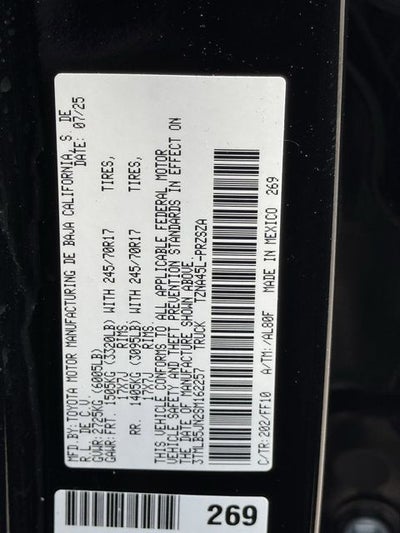 MFD BY: TOYOTA MOTOR MANUFACTURING DE BAJA CALIFORNIA, S. DE
R.L. DE C.V. DATE: 07/25
GVWR: 2725KG (6005LB)
GAWR: FRT. 1505KG (3320LB) WITH 245/70R17 TIRES,
17X7J RIMS
RR. 1405KG (3095LB) WITH 245/70R17 TIRES,
17X7J RIMS
THIS VEHICLE CONFORMS TO ALL APPLICABLE FEDERAL MOTOR
VEHICLE SAFETY AND THEFT PREVENTION STANDARDS IN EFFECT ON
THE DATE OF MANUFACTURE SHOWN ABOVE.
3TMLB5JN2SM162257 TRUCK TZNA45L-PRZSZA
C/TR:202/FF10 A/TM:/AL80F MADE IN MEXICO 269
269